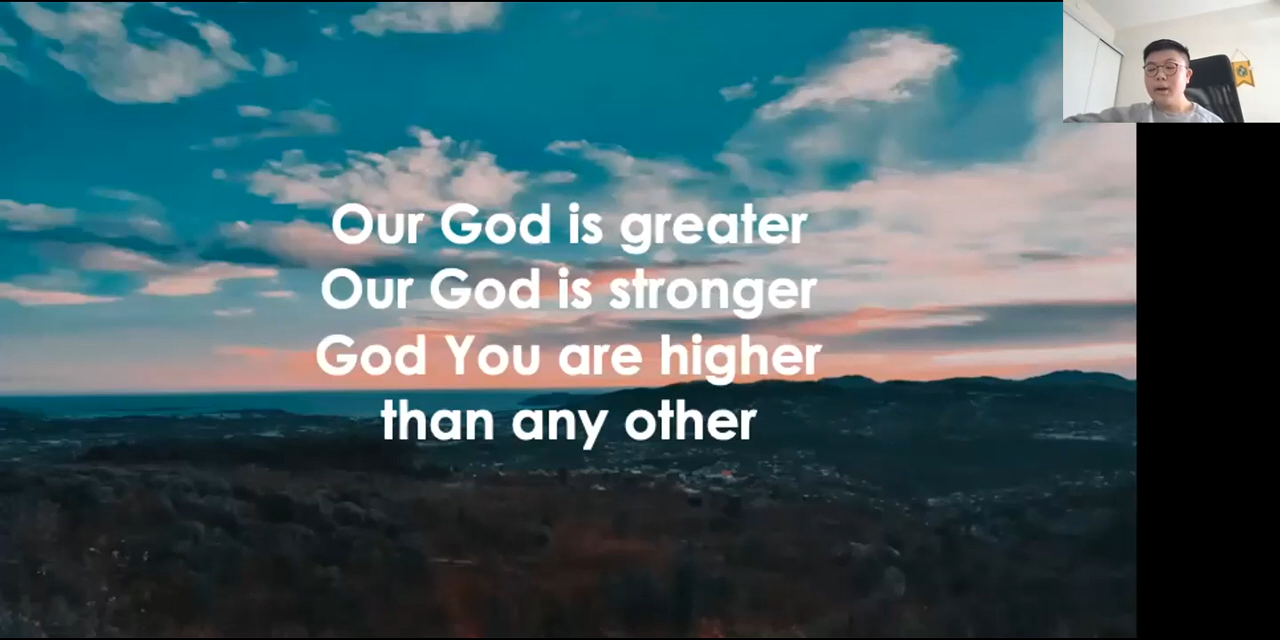 Our God is greater
Our God is stronger
God You are higher
than any other